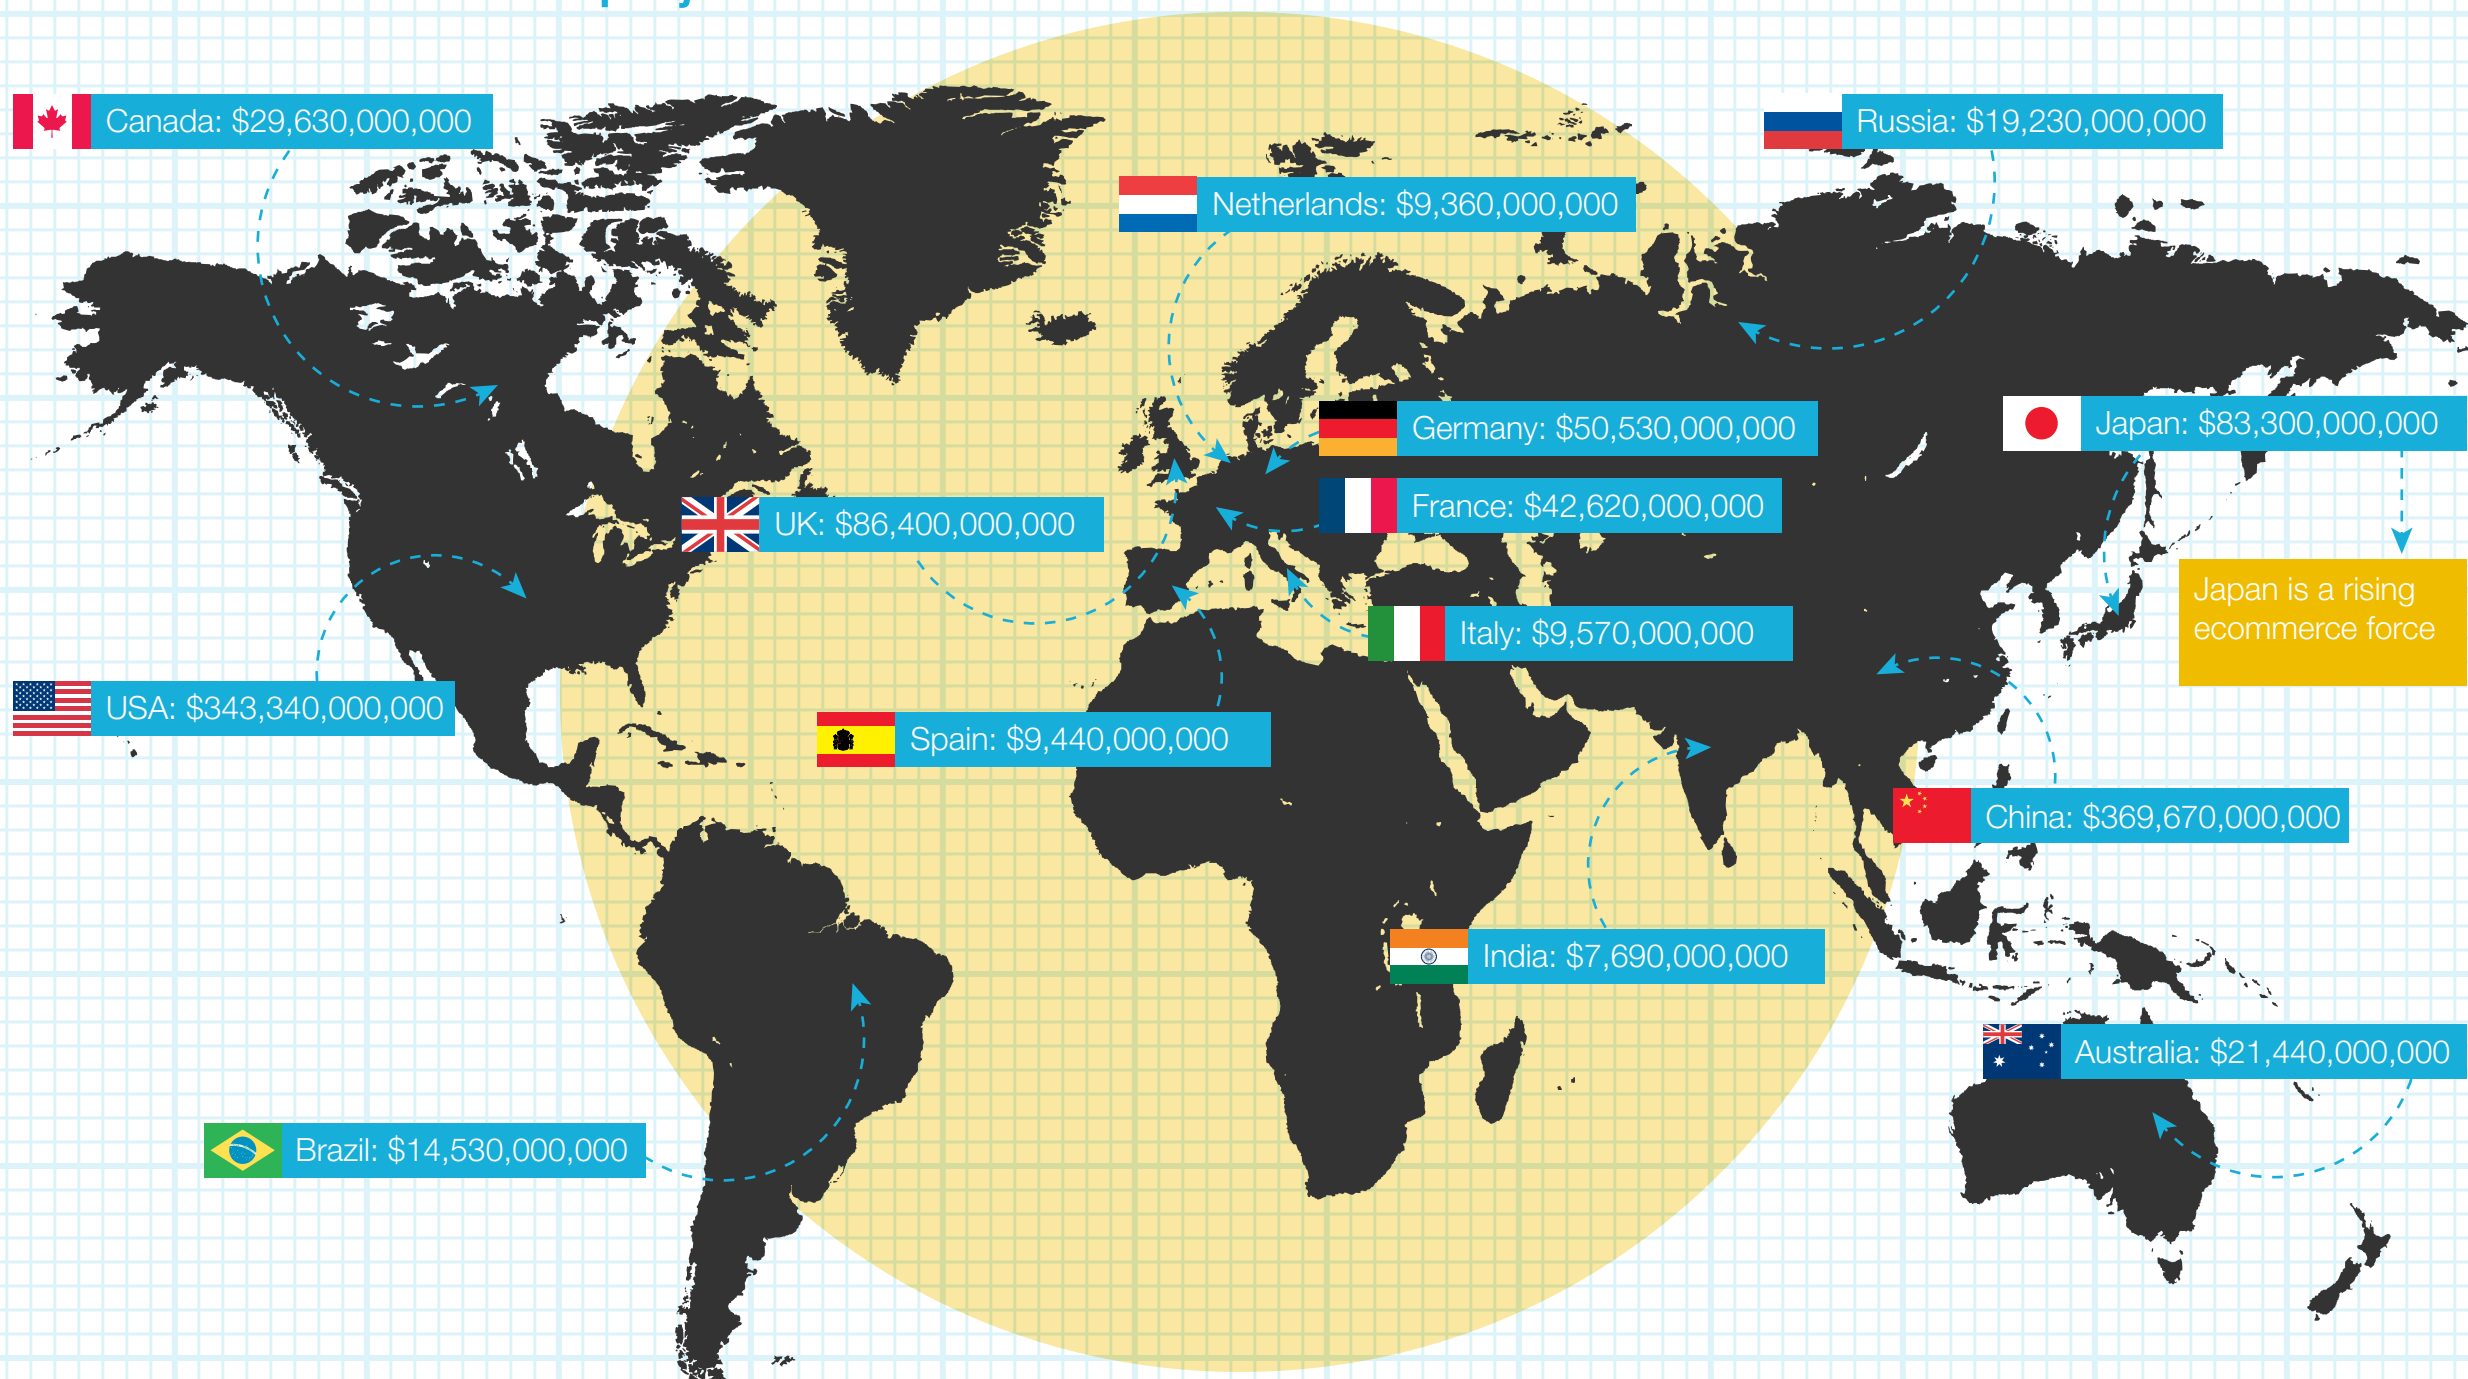 Canada: $29,630,000,000
Russia: $19,230,000,000
Netherlands: $9,360,000,000
Germany: $50,530,000,000
Japan: $83,300,000,000
France: $42,620,000,000
UK: $86,400,000,000
Japan is a rising
ecommerce force
Italy: $9,570,000,000
USA: $343,340,000,000
Spain: $9,440,000,000
China: $369,670,000,000
India: $7,690,000,000
Australia: $21,440,000,000
Brazil: $14,530,000,000